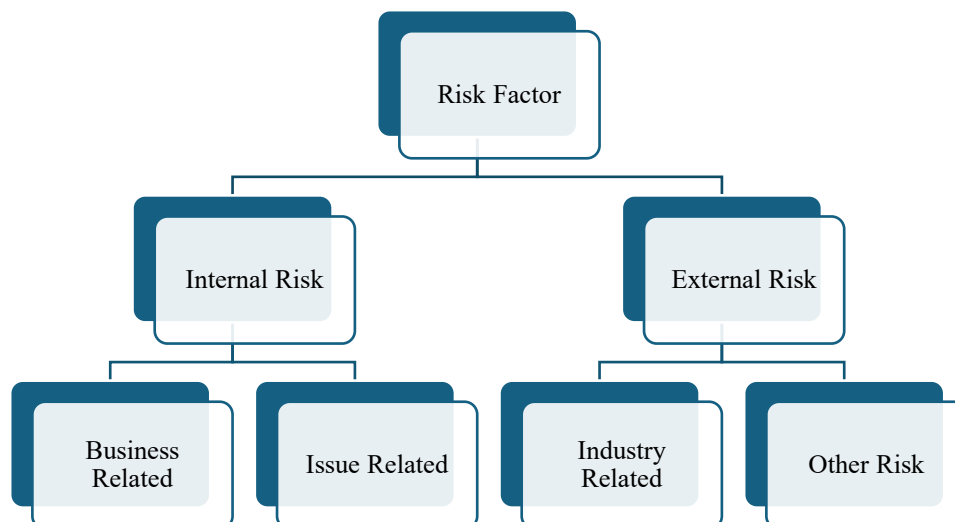 Risk Factor
Internal Risk
External Risk
Business
Related
Issue Related
Industry
Related
Other Risk